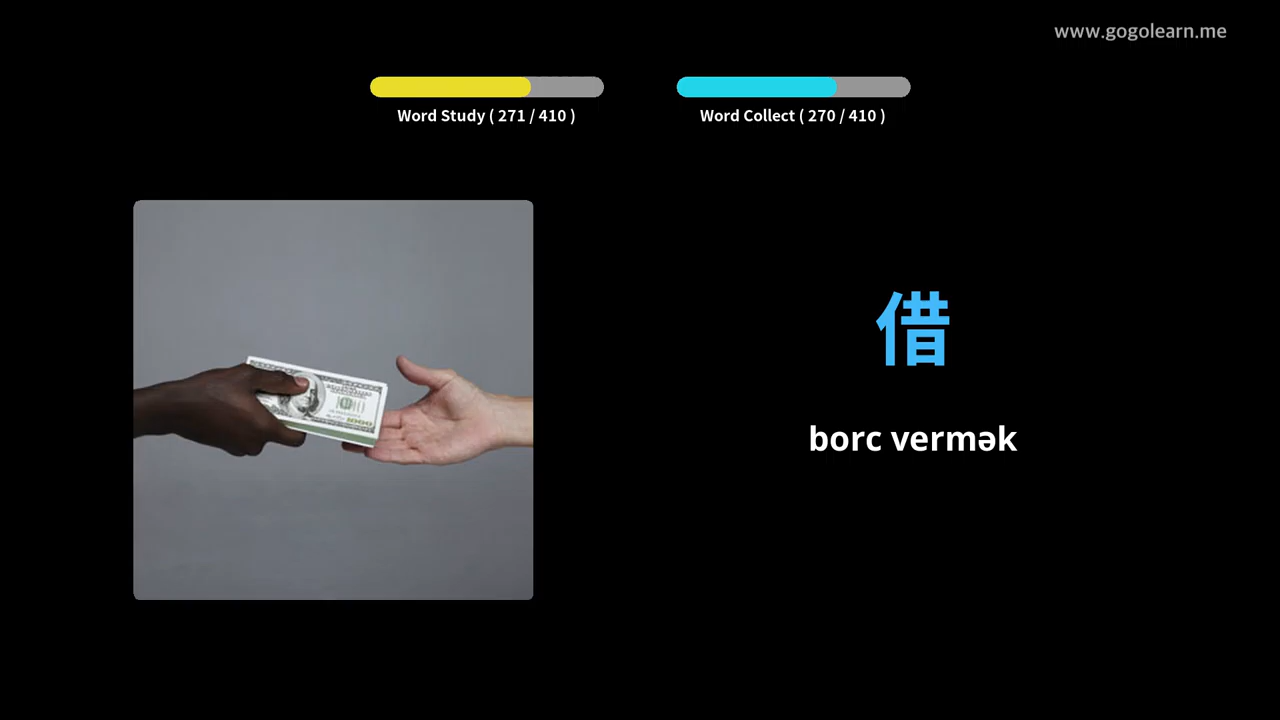 www.gogolearn.me
Word Study ( 271 / 410 )
Word Collect ( 270 / 410 )
借
borc vermək